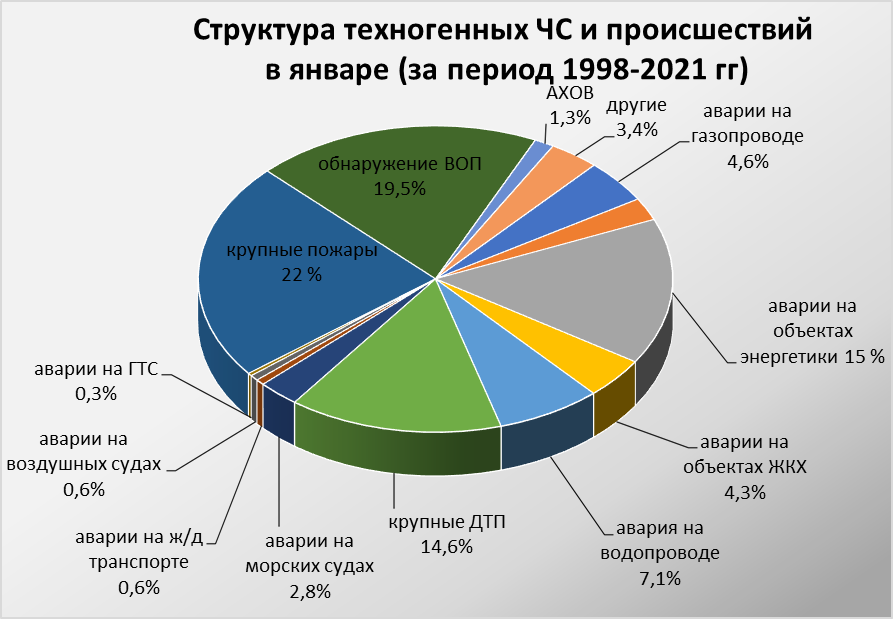 Структура техногенных ЧС и происшествий
в январе (за период 1998-2021 гг)
АХОВ
1,3%
другие
3,4%
аварии на
газопроводе
4,6%
обнаружение ВОП
19,5%
крупные пожары
22 %
аварии на
объектах
энергетики 15 %
аварии на ГТС
0,3%
аварии на
воздушных судах
0,6%
аварии на
объектах ЖКХ
4,3%
аварии на ж/д
транспорте
0,6%
аварии на
морских судах
2,8%
крупные ДТП
14,6%
авария на
водопроводе
7,1%